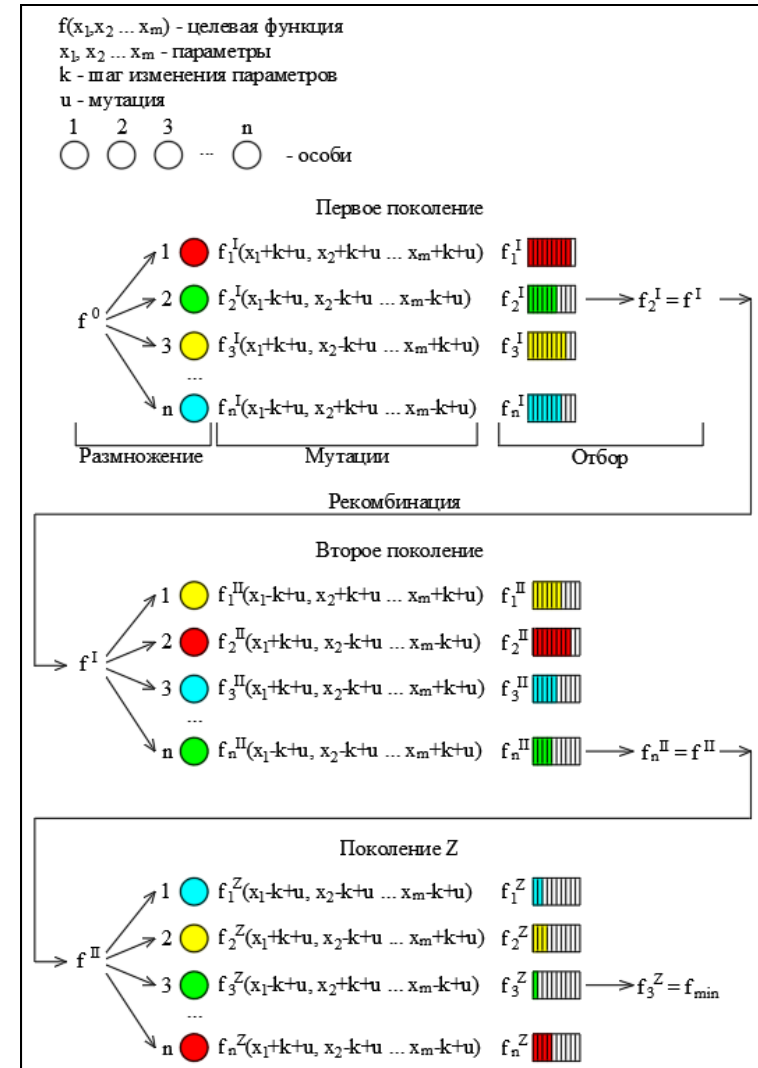 f(x₁,x₂ ... xₘ) - целевая функция
x₁, x₂ ... xₘ - параметры
k - шаг изменения параметров
u - мутация
1 2 3 n
... - особи
Первое поколение
f⁰
1 f₁ᴵ(x₁+k+u, x₂+k+u ... xₘ+k+u) f₁ᴵ
2 f₂ᴵ(x₁-k+u, x₂-k+u ... xₘ-k+u) f₂ᴵ f₂ᴵ = fᴵ
3 f₃ᴵ(x₁+k+u, x₂-k+u ... xₘ+k+u) f₃ᴵ
...
n fₙᴵ(x₁-k+u, x₂+k+u ... xₘ-k+u) fₙᴵ
Размножение Мутации Отбор
Рекомбинация
Второе поколение
fᴵ
1 f₁ᴵᴵ(x₁-k+u, x₂+k+u ... xₘ+k+u) f₁ᴵᴵ
2 f₂ᴵᴵ(x₁+k+u, x₂-k+u ... xₘ-k+u) f₂ᴵᴵ
3 f₃ᴵᴵ(x₁+k+u, x₂-k+u ... xₘ+k+u) f₃ᴵᴵ
...
n fₙᴵᴵ(x₁-k+u, x₂-k+u ... xₘ+k+u) fₙᴵᴵ fₙᴵᴵ = fᴵᴵ
Поколение Z
fᴵᴵ
1 f₁ᶻ(x₁-k+u, x₂-k+u ... xₘ-k+u) f₁ᶻ
2 f₂ᶻ(x₁+k+u, x₂-k+u ... xₘ+k+u) f₂ᶻ
3 f₃ᶻ(x₁-k+u, x₂+k+u ... xₘ-k+u) f₃ᶻ f₃ᶻ = fmin
...
n fₙᶻ(x₁+k+u, x₂-k+u ... xₘ-k+u) fₙᶻ